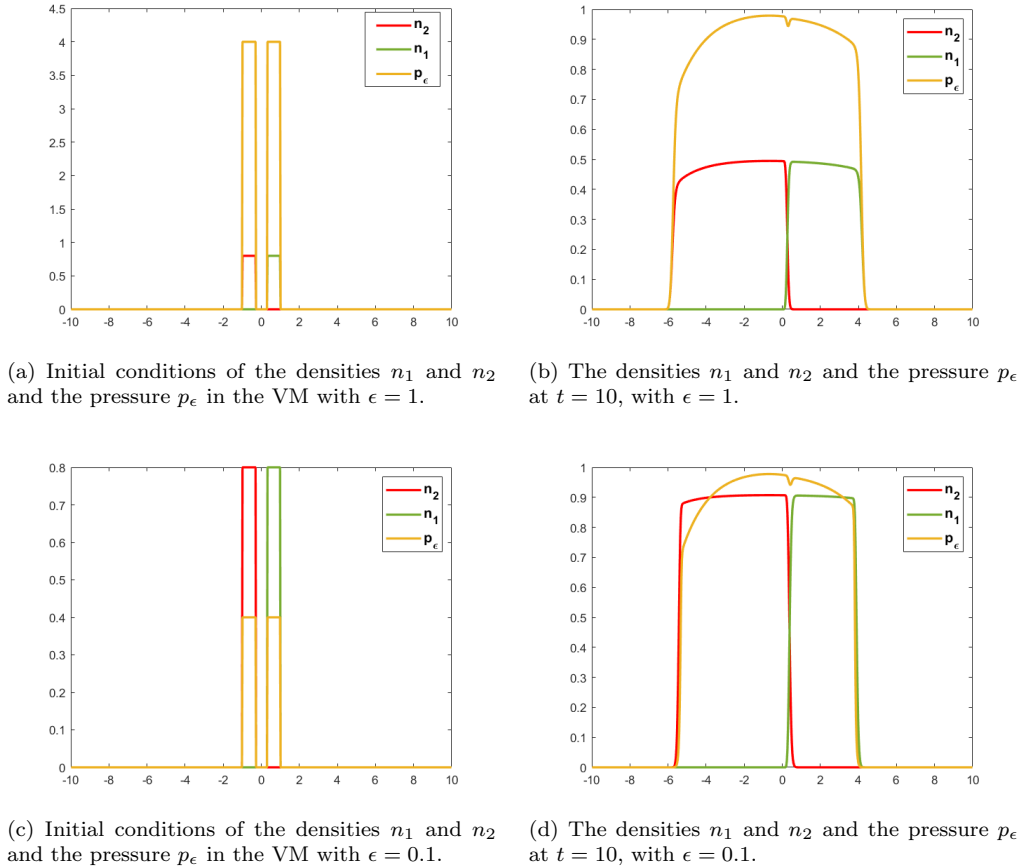 4.5
4
3.5
3
2.5
2
1.5
1
0.5
0
-10 -8 -6 -4 -2 0 2 4 6 8 10
n₂
n₁
pϵ
1
0.9
0.8
0.7
0.6
0.5
0.4
0.3
0.2
0.1
0
-10 -8 -6 -4 -2 0 2 4 6 8 10
n₂
n₁
pϵ
(a) Initial conditions of the densities n₁ and n₂
and the pressure pϵ in the VM with ϵ = 1.
(b) The densities n₁ and n₂ and the pressure pϵ
at t = 10, with ϵ = 1.
0.8
0.7
0.6
0.5
0.4
0.3
0.2
0.1
0
-10 -8 -6 -4 -2 0 2 4 6 8 10
n₂
n₁
pϵ
1
0.9
0.8
0.7
0.6
0.5
0.4
0.3
0.2
0.1
0
-10 -8 -6 -4 -2 0 2 4 6 8 10
n₂
n₁
pϵ
(c) Initial conditions of the densities n₁ and n₂
and the pressure pϵ in the VM with ϵ = 0.1.
(d) The densities n₁ and n₂ and the pressure pϵ
at t = 10, with ϵ = 0.1.